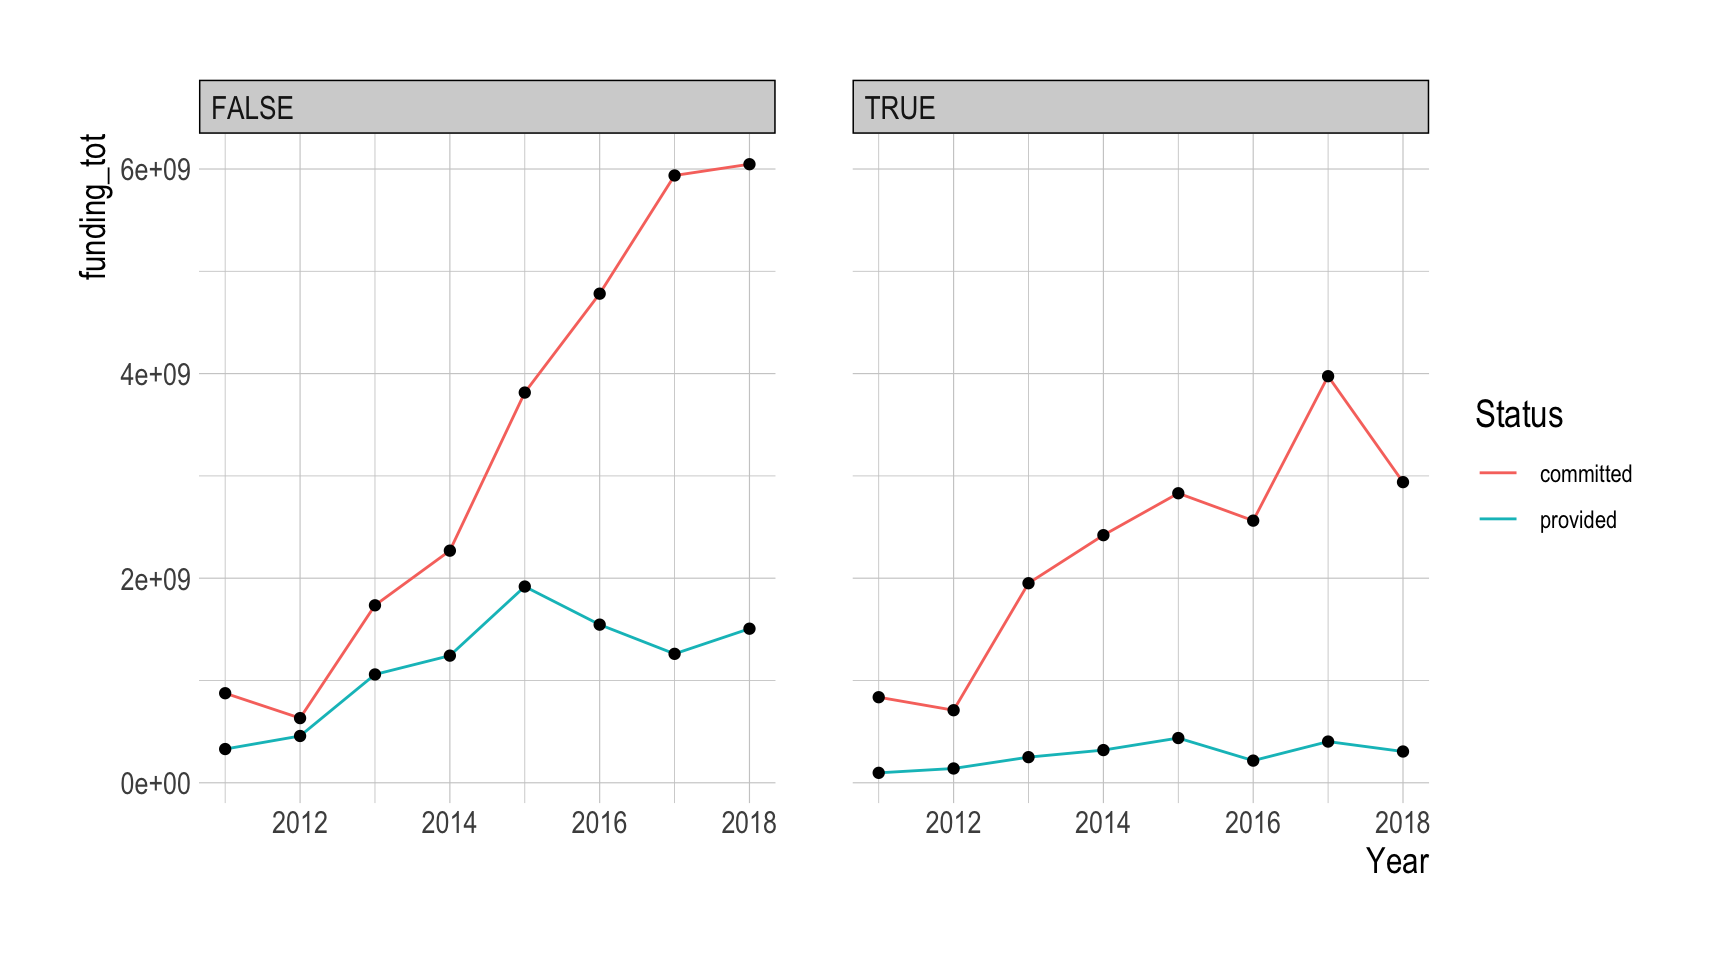 FALSE
TRUE
funding_tot
6e+09
4e+09
2e+09
0e+00
2012 2014 2016 2018
2012 2014 2016 2018
Year
Status
committed
provided